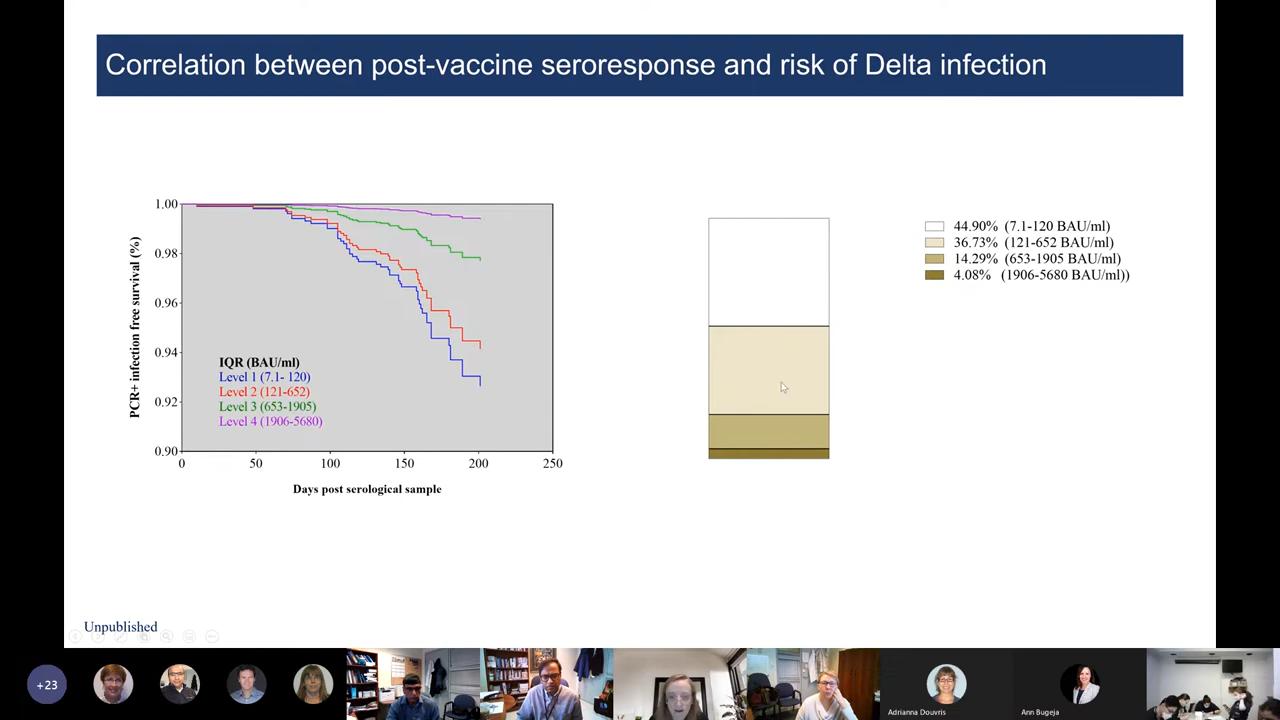 Correlation between post-vaccine seroresponse and risk of Delta infection
PCR+ infection free survival (%)
1.00
0.98
0.96
0.94
0.92
0.90
0
50
100
150
200
250
Days post serological sample
IQR (BAU/ml)
Level 1 (7.1- 120)
Level 2 (121-652)
Level 3 (653-1905)
Level 4 (1906-5680)
44.90% (7.1-120 BAU/ml)
36.73% (121-652 BAU/ml)
14.29% (653-1905 BAU/ml)
4.08% (1906-5680 BAU/ml))
Unpublished
+23
Adrianna Douvris
Ann Bugeja